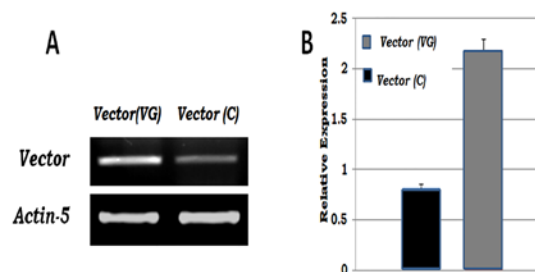 A
Vector(VG) Vector (C)
Vector
Actin-5
B
2.5
2
1.5
1
0.5
0
Relative Expression
Vector (VG)
Vector (C)